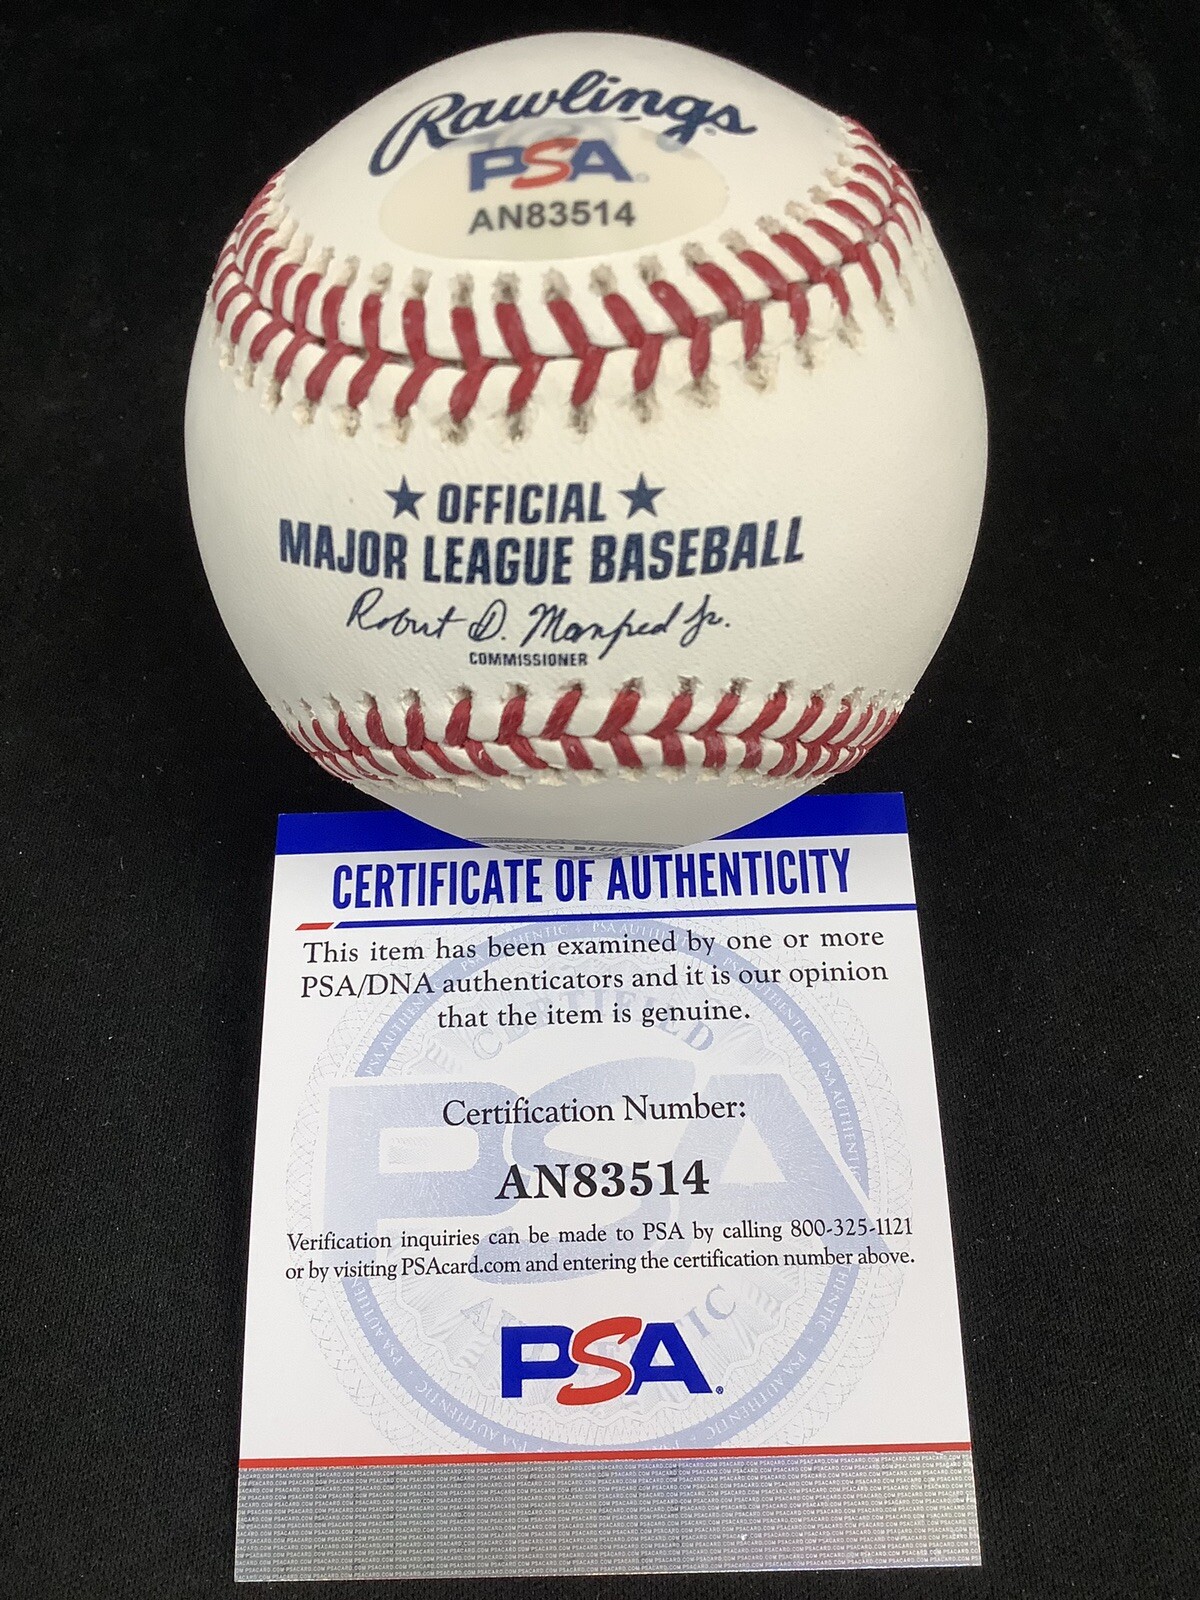 Rawlings
PSA
AN83514
★ OFFICIAL ★
MAJOR LEAGUE BASEBALL
Robert D. Manfred Jr.
COMMISSIONER
CERTIFICATE OF AUTHENTICITY
This item has been examined by one or more
PSA/DNA authenticators and it is our opinion
that the item is genuine.
Certification Number:
AN83514
Verification inquiries can be made to PSA by calling 800-325-1121
or by visiting PSAcard.com and entering the certification number above.
PSA